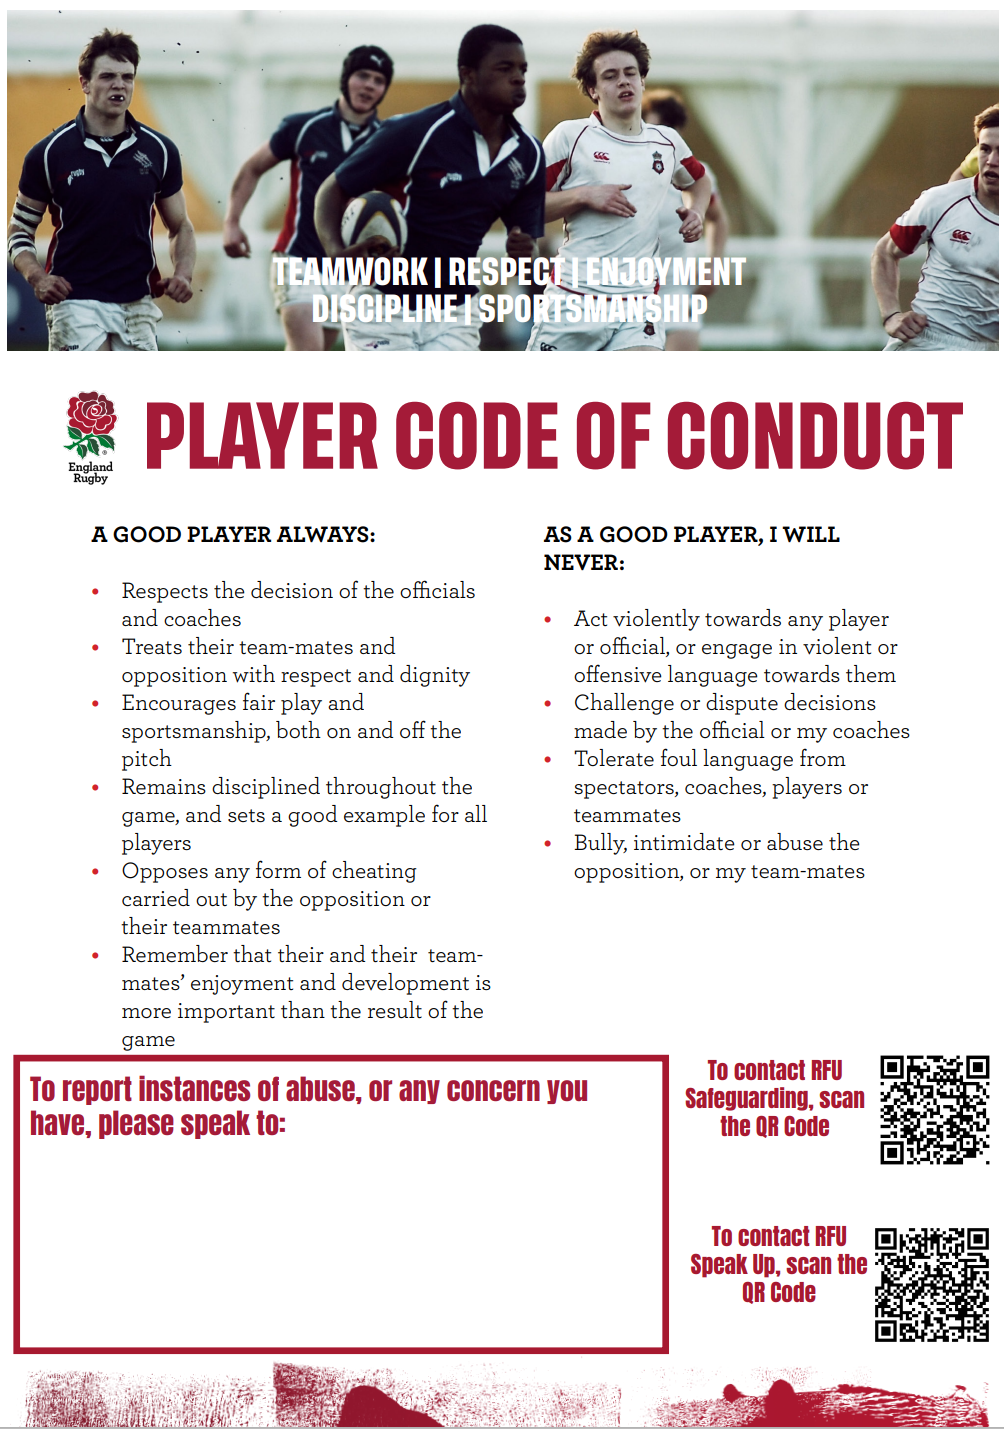 TEAMWORK | RESPECT | ENJOYMENT
DISCIPLINE | SPORTSMANSHIP
England
Rugby
PLAYER CODE OF CONDUCT
A GOOD PLAYER ALWAYS:
• Respects the decision of the officials
and coaches
• Treats their team-mates and
opposition with respect and dignity
• Encourages fair play and
sportsmanship, both on and off the
pitch
• Remains disciplined throughout the
game, and sets a good example for all
players
• Opposes any form of cheating
carried out by the opposition or
their teammates
• Remember that their and their  team-
mates’ enjoyment and development is
more important than the result of the
game
AS A GOOD PLAYER, I WILL
NEVER:
• Act violently towards any player
or official, or engage in violent or
offensive language towards them
• Challenge or dispute decisions
made by the official or my coaches
• Tolerate foul language from
spectators, coaches, players or
teammates
• Bully, intimidate or abuse the
opposition, or my team-mates
To report instances of abuse, or any concern you
have, please speak to:
To contact RFU
Safeguarding, scan
the QR Code
To contact RFU
Speak Up, scan the
QR Code